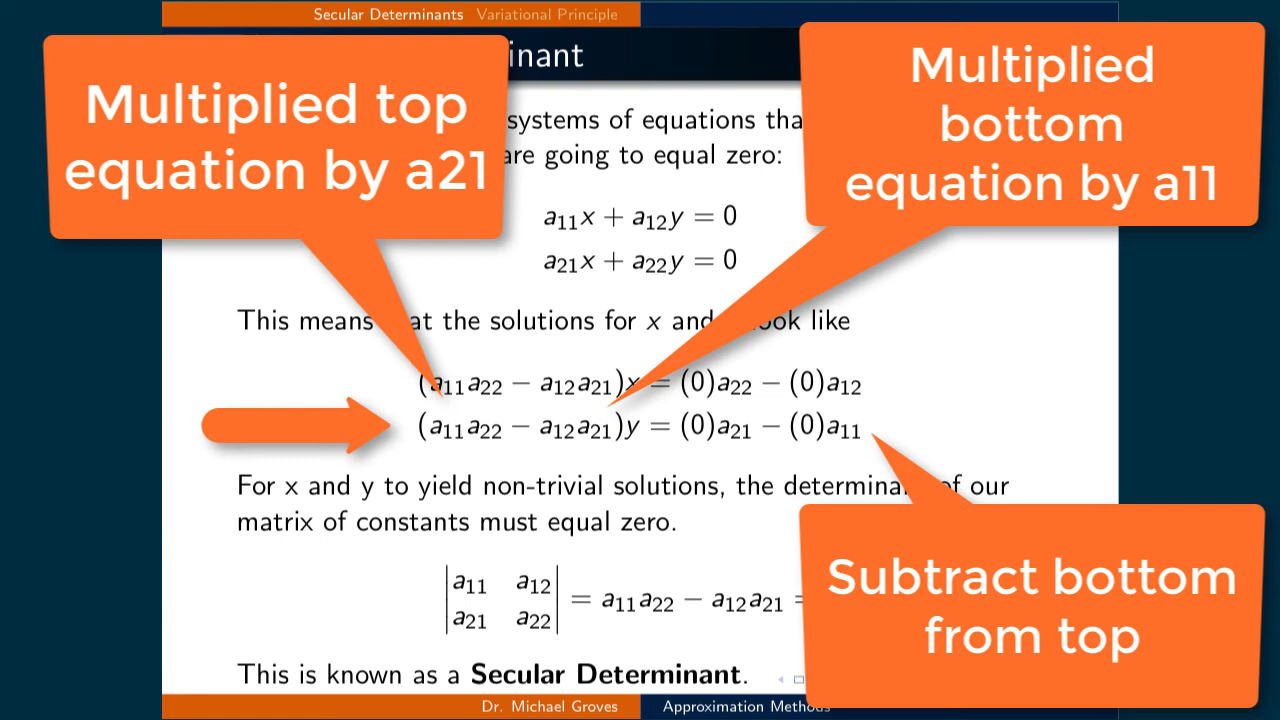 Secular Determinants Variational Principle
inant
Multiplied top
equation by a21
Multiplied
bottom
equation by a11
systems of equations tha
are going to equal zero:
a₁₁x + a₁₂y = 0
a₂₁x + a₂₂y = 0
This means at the solutions for x and look like
(a₁₁a₂₂ − a₁₂a₂₁)x = (0)a₂₂ − (0)a₁₂
(a₁₁a₂₂ − a₁₂a₂₁)y = (0)a₂₁ − (0)a₁₁
For x and y to yield non-trivial solutions, the determinan of our
matrix of constants must equal zero.
|a₁₁ a₁₂|
|a₂₁ a₂₂| = a₁₁a₂₂ − a₁₂a₂₁ =
Subtract bottom
from top
This is known as a Secular Determinant.
Dr. Michael Groves Approximation Methods